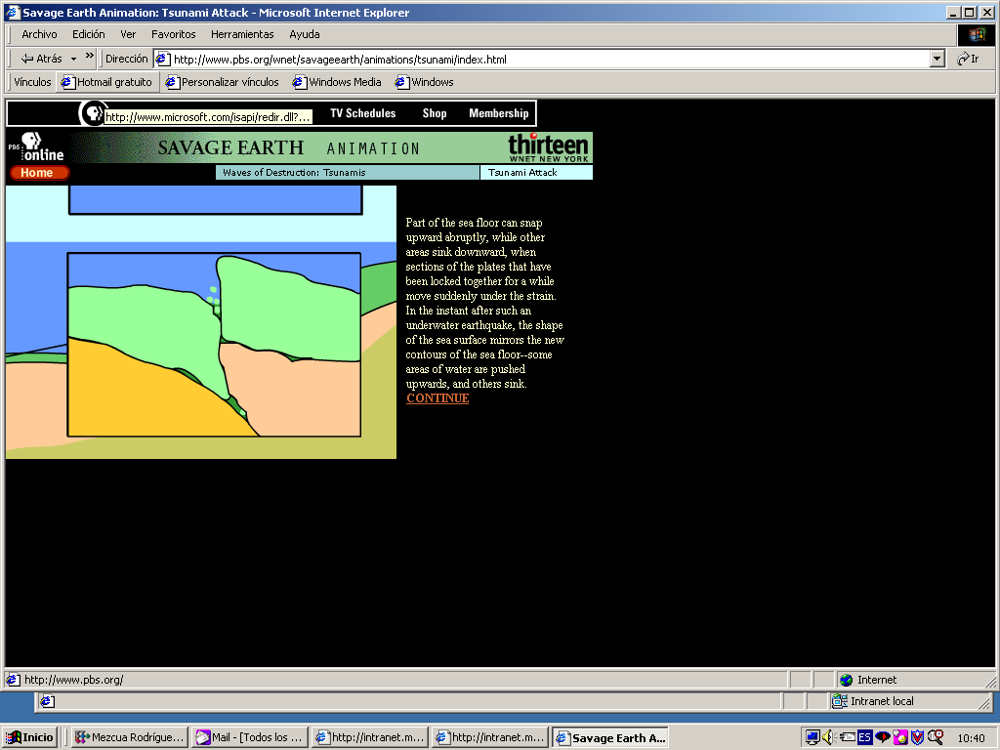 Savage Earth Animation: Tsunami Attack - Microsoft Internet Explorer
Archivo Edición Ver Favoritos Herramientas Ayuda
Atrás » Dirección http://www.pbs.org/wnet/savageearth/animations/tsunami/index.html Ir
Vínculos Hotmail gratuito Personalizar vínculos Windows Media Windows
http://www.microsoft.com/isapi/redir.dll?... TV Schedules Shop Membership
PBS online SAVAGE EARTH ANIMATION thirteen
WNET NEW YORK
Home Waves of Destruction: Tsunamis Tsunami Attack
Part of the sea floor can snap
upward abruptly, while other
areas sink downward, when
sections of the plates that have
been locked together for a while
move suddenly under the strain.
In the instant after such an
underwater earthquake, the shape
of the sea surface mirrors the new
contours of the sea floor--some
areas of water are pushed
upwards, and others sink.
CONTINUE
http://www.pbs.org/ Internet
Intranet local
Inicio Mezcua Rodrígue... Mail - [Todos los ... http://intranet.m... http://intranet.m... Savage Earth A... ES 10:40